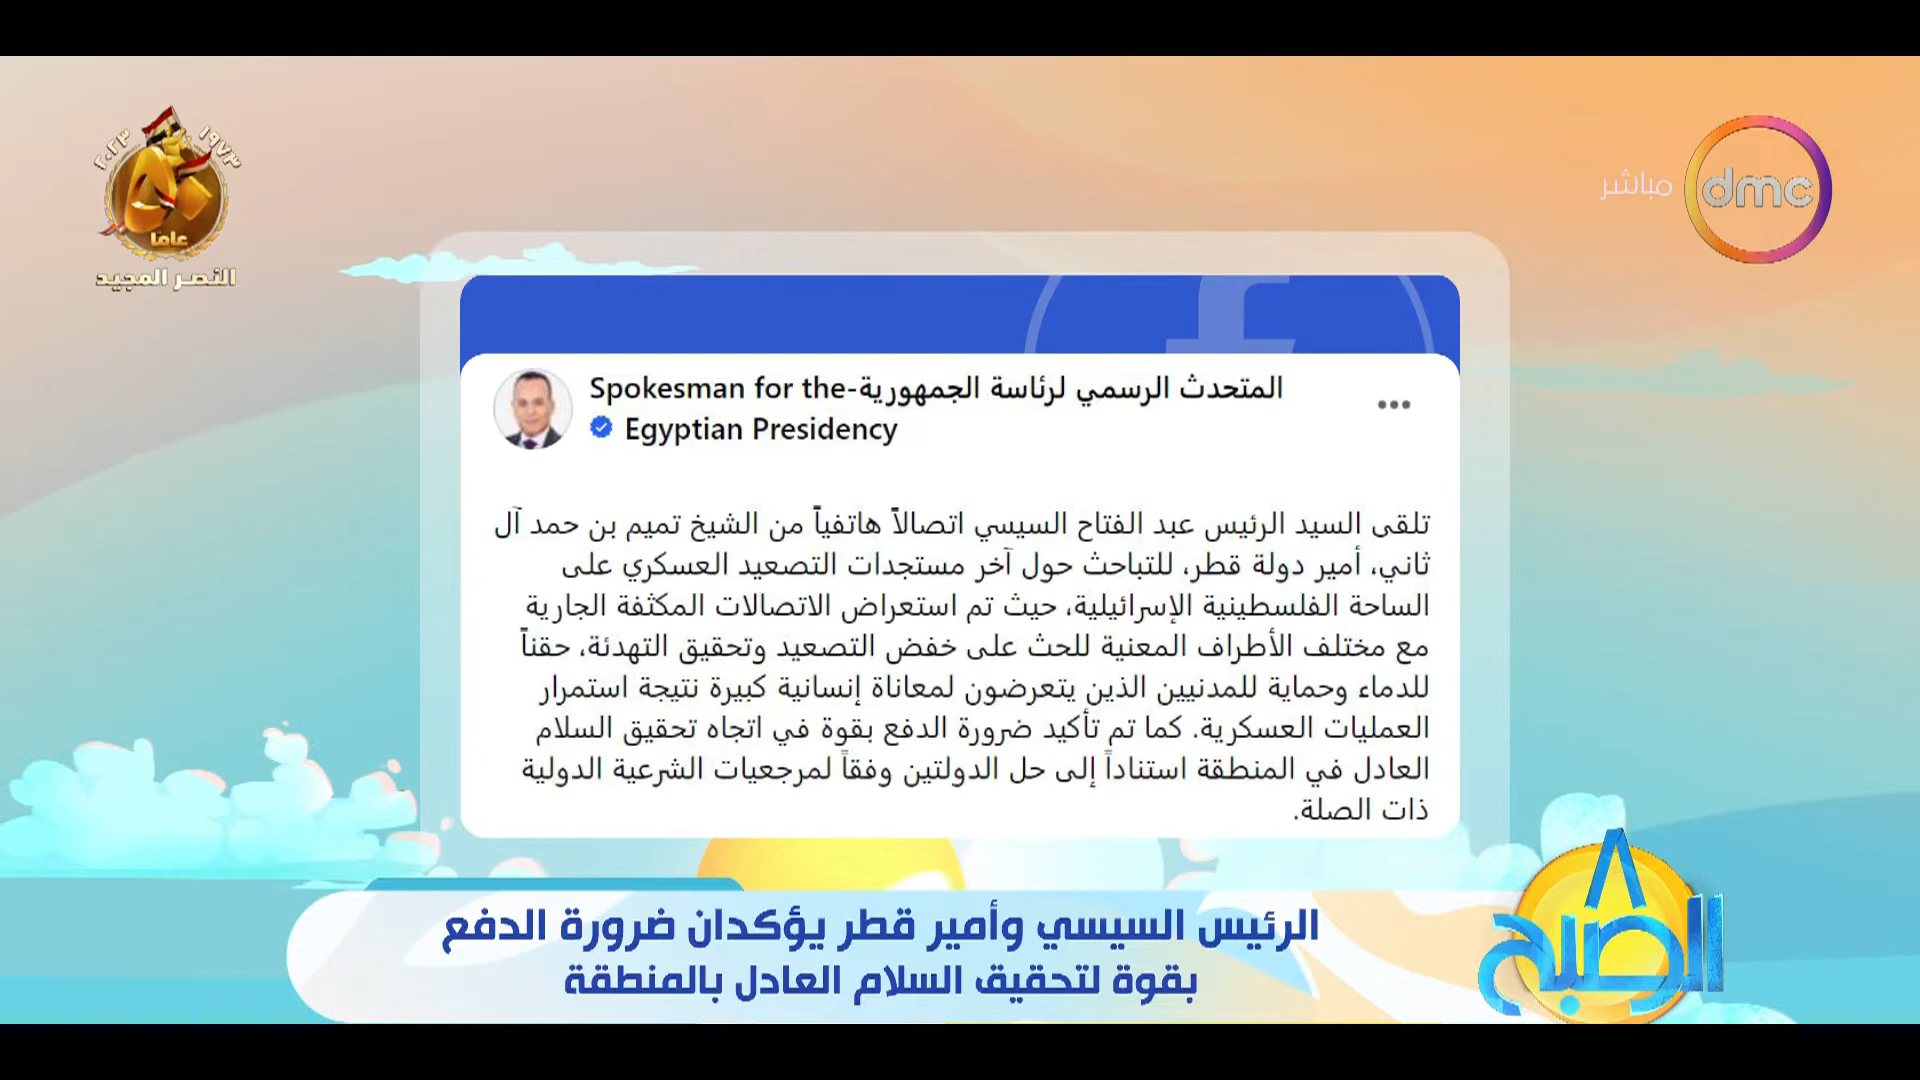 ١٩٧٣
٢٠٢٣
٥٠
عاما
النصر المجيد
مباشر
dmc
المتحدث الرسمي لرئاسة الجمهورية-Spokesman for the
Egyptian Presidency
تلقى السيد الرئيس عبد الفتاح السيسي اتصالاً هاتفياً من الشيخ تميم بن حمد آل
ثاني، أمير دولة قطر، للتباحث حول آخر مستجدات التصعيد العسكري على
الساحة الفلسطينية الإسرائيلية، حيث تم استعراض الاتصالات المكثفة الجارية
مع مختلف الأطراف المعنية للحث على خفض التصعيد وتحقيق التهدئة، حقناً
للدماء وحماية للمدنيين الذين يتعرضون لمعاناة إنسانية كبيرة نتيجة استمرار
العمليات العسكرية. كما تم تأكيد ضرورة الدفع بقوة في اتجاه تحقيق السلام
العادل في المنطقة استناداً إلى حل الدولتين وفقاً لمرجعيات الشرعية الدولية
ذات الصلة.
الرئيس السيسي وأمير قطر يؤكدان ضرورة الدفع
بقوة لتحقيق السلام العادل بالمنطقة
٨
الصبح